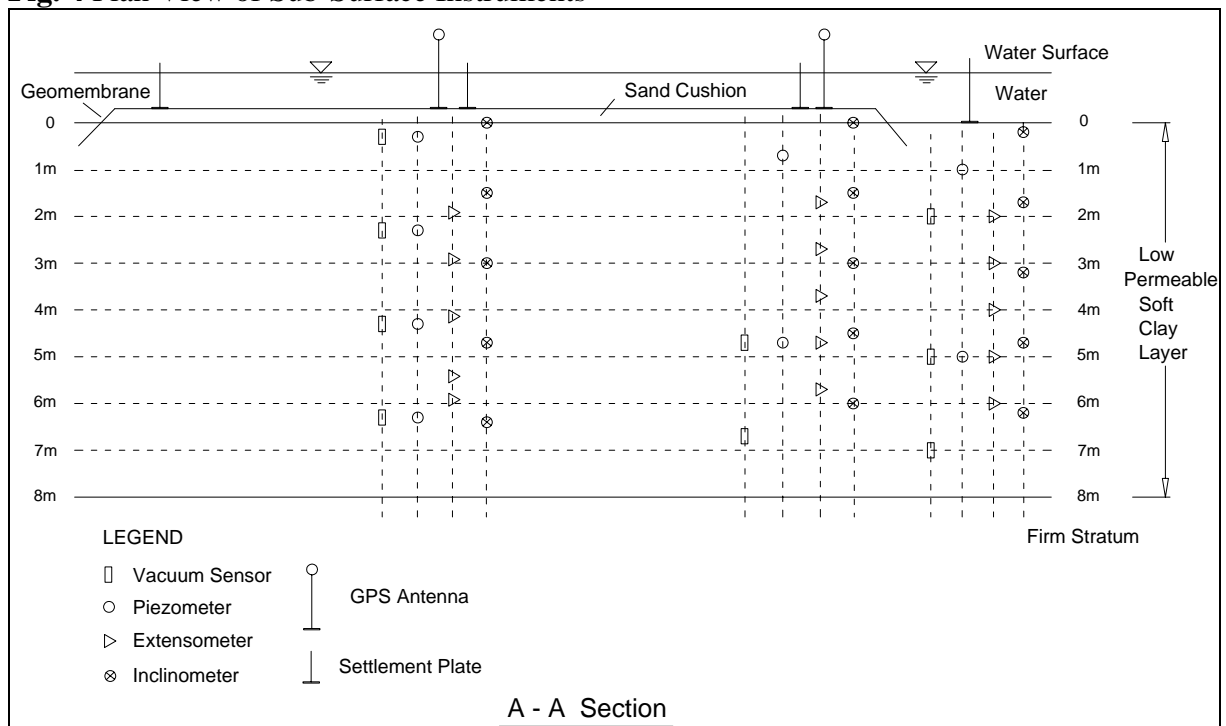 Fig. 4 Plan View of Sub-Surface Instruments
Water Surface
Geomembrane
Sand Cushion
Water
0
0
1m
1m
2m
2m
3m
3m
4m
4m
5m
5m
6m
6m
7m
7m
8m
8m
Low
Permeable
Soft
Clay
Layer
LEGEND
Firm Stratum
Vacuum Sensor
Piezometer
GPS Antenna
Extensometer
Settlement Plate
Inclinometer
A - A Section